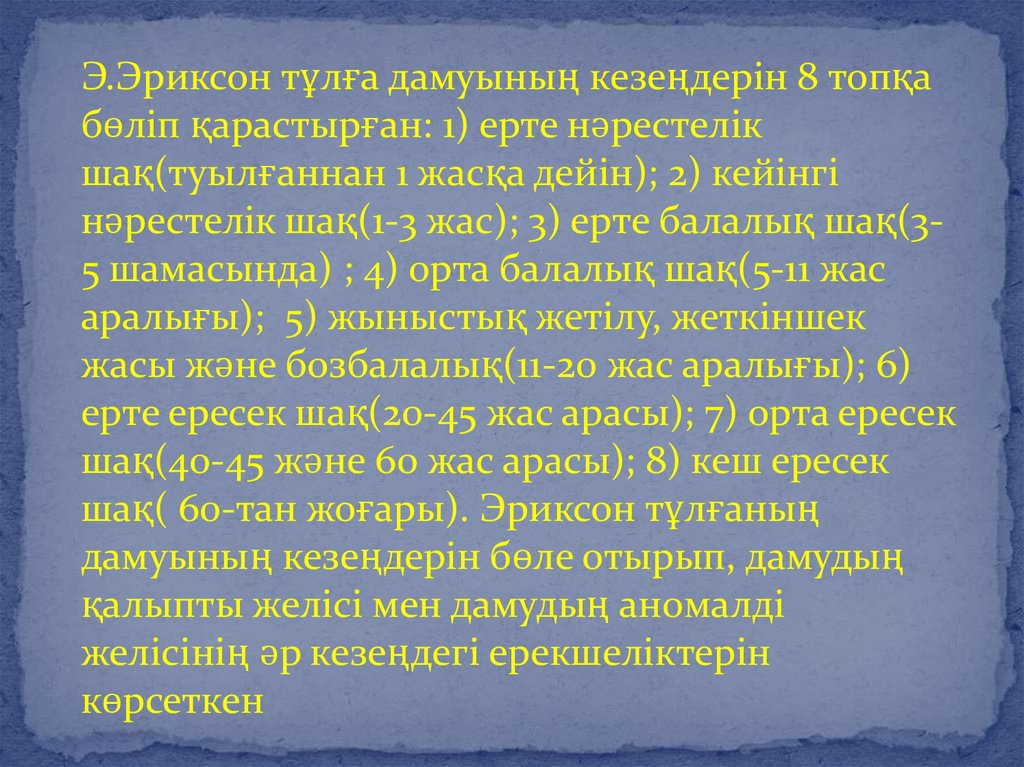 Э.Эриксон тұлға дамуының кезеңдерін 8 топқа
бөліп қарастырған: 1) ерте нәрестелік
шақ(туылғаннан 1 жасқа дейін); 2) кейінгі
нәрестелік шақ(1-3 жас); 3) ерте балалық шақ(3-
5 шамасында) ; 4) орта балалық шақ(5-11 жас
аралығы);  5) жыныстық жетілу, жеткіншек
жасы және бозбалалық(11-20 жас аралығы); 6)
ерте ересек шақ(20-45 жас арасы); 7) орта ересек
шақ(40-45 және 60 жас арасы); 8) кеш ересек
шақ( 60-тан жоғары). Эриксон тұлғаның
дамуының кезеңдерін бөле отырып, дамудың
қалыпты желісі мен дамудың аномалді
желісінің әр кезеңдегі ерекшеліктерін
көрсеткен